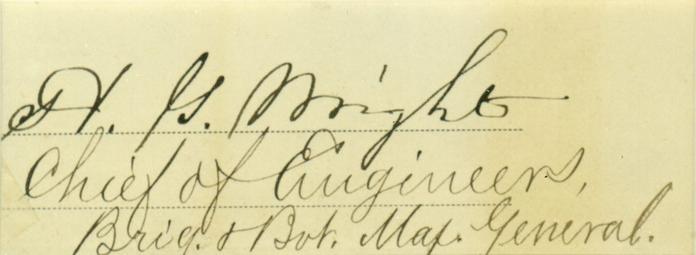 H. G. Wright
Chief of Engineers,
Brig. & Bvt. Maj. General.